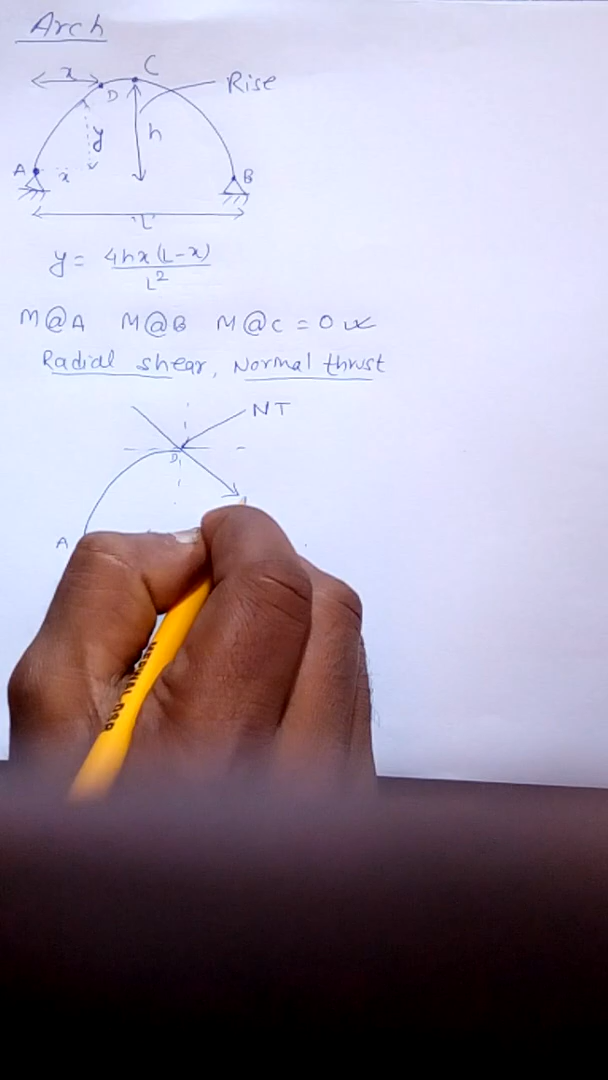 Arch
x
C
D
Rise
y
h
A
x
B
L
y = 4hx(L-x)
L²
M@A M@B M@C = 0
Radial shear, Normal thrust
NT
D
A